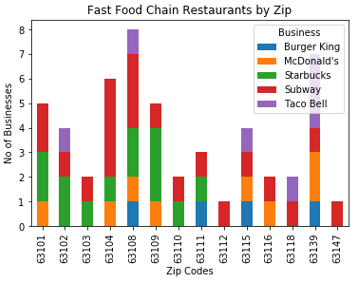 Fast Food Chain Restaurants by Zip
Business
Burger King
McDonald's
Starbucks
Subway
Taco Bell
No of Businesses
8
7
6
5
4
3
2
1
0
63101
63102
63103
63104
63108
63109
63110
63111
63112
63115
63116
63118
63139
63147
Zip Codes